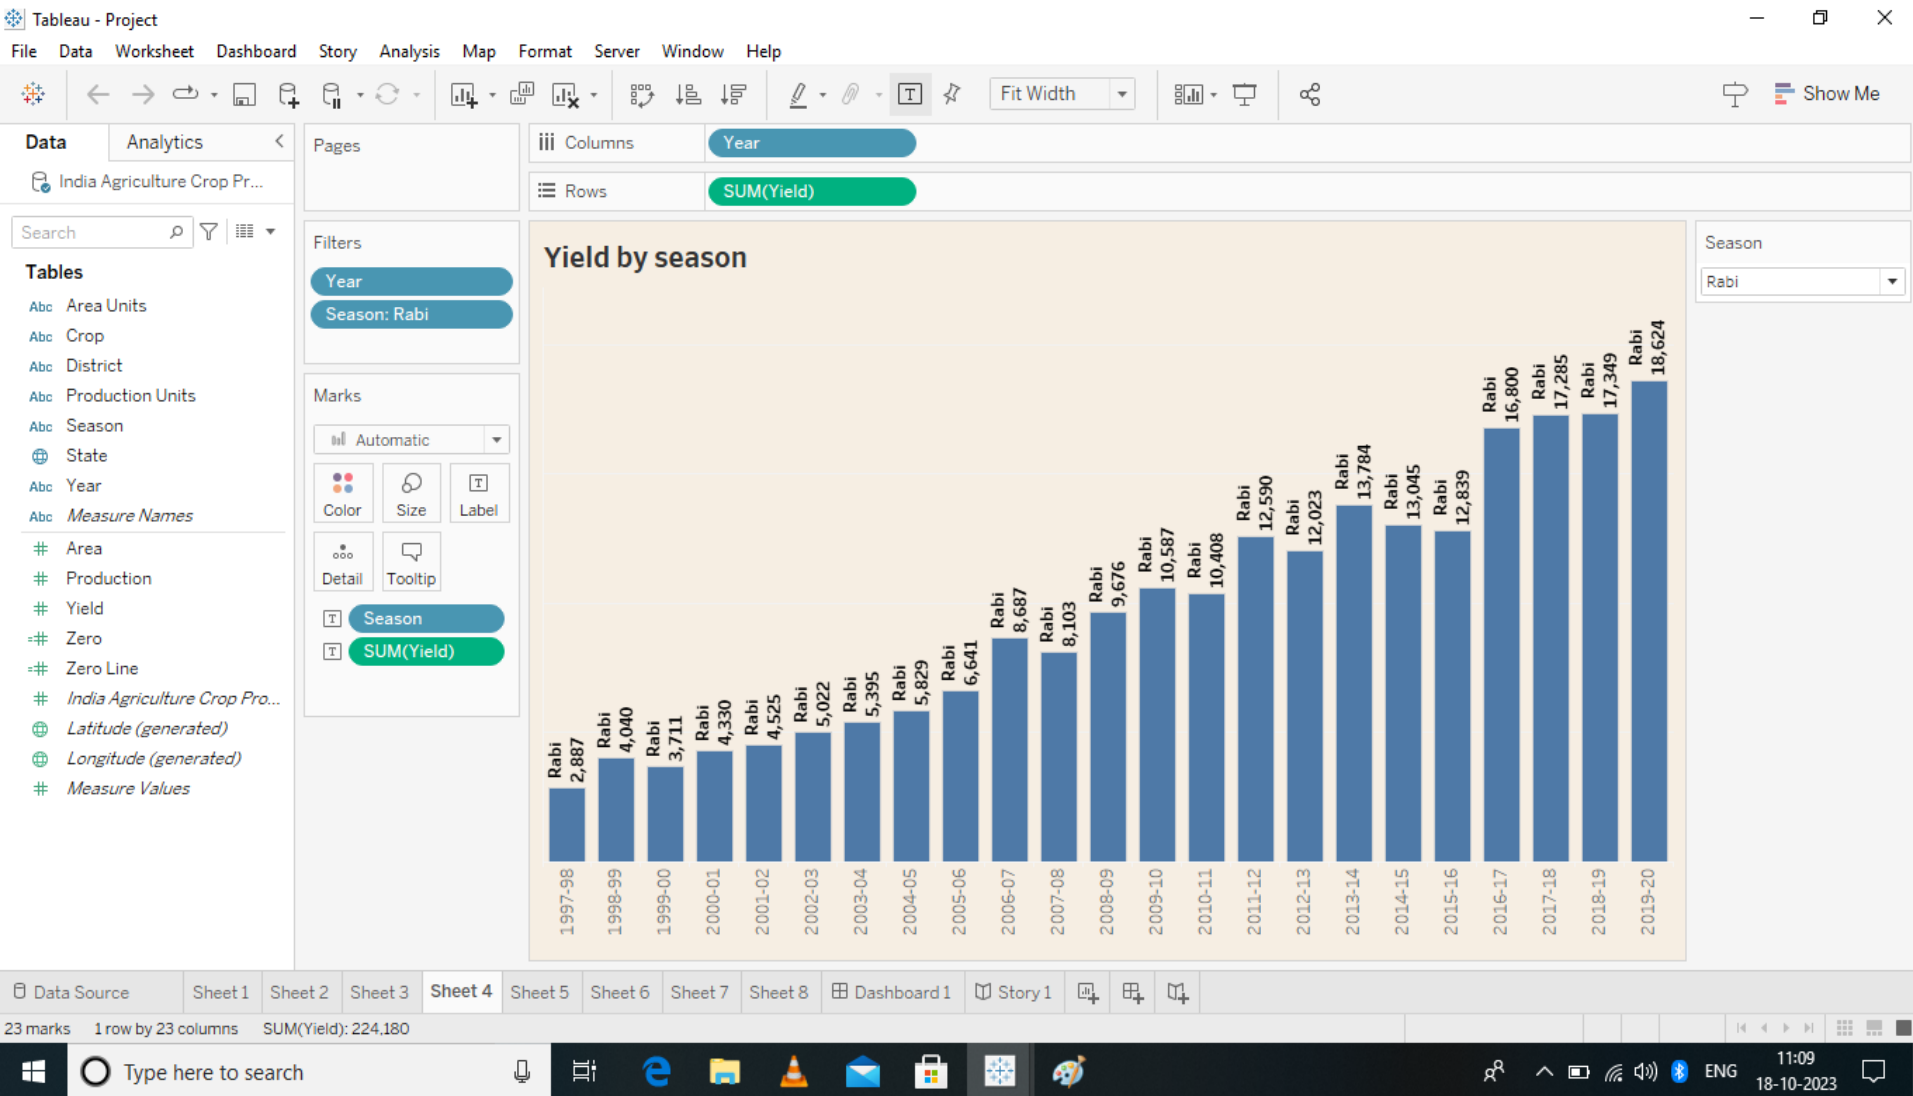 Tableau - Project
File Data Worksheet Dashboard Story Analysis Map Format Server Window Help
Fit Width
Show Me
Data Analytics
India Agriculture Crop Pr...
Search
Tables
Abc Area Units
Abc Crop
Abc District
Abc Production Units
Abc Season
State
Abc Year
Abc Measure Names
# Area
# Production
# Yield
=# Zero
=# Zero Line
# India Agriculture Crop Pro...
Latitude (generated)
Longitude (generated)
# Measure Values
Pages
Filters
Year
Season: Rabi
Marks
Automatic
Color Size Label
Detail Tooltip
Season
SUM(Yield)
Columns Year
Rows SUM(Yield)
Yield by season
Rabi
2,887
Rabi
4,040
Rabi
3,711
Rabi
4,330
Rabi
4,525
Rabi
5,022
Rabi
5,395
Rabi
5,829
Rabi
6,641
Rabi
8,687
Rabi
8,103
Rabi
9,676
Rabi
10,587
Rabi
10,408
Rabi
12,590
Rabi
12,023
Rabi
13,784
Rabi
13,045
Rabi
12,839
Rabi
16,800
Rabi
17,285
Rabi
17,349
Rabi
18,624
1997-98
1998-99
1999-00
2000-01
2001-02
2002-03
2003-04
2004-05
2005-06
2006-07
2007-08
2008-09
2009-10
2010-11
2011-12
2012-13
2013-14
2014-15
2015-16
2016-17
2017-18
2018-19
2019-20
Season
Rabi
Data Source Sheet 1 Sheet 2 Sheet 3 Sheet 4 Sheet 5 Sheet 6 Sheet 7 Sheet 8 Dashboard 1 Story 1
23 marks 1 row by 23 columns SUM(Yield): 224,180
Type here to search
ENG
11:09
18-10-2023